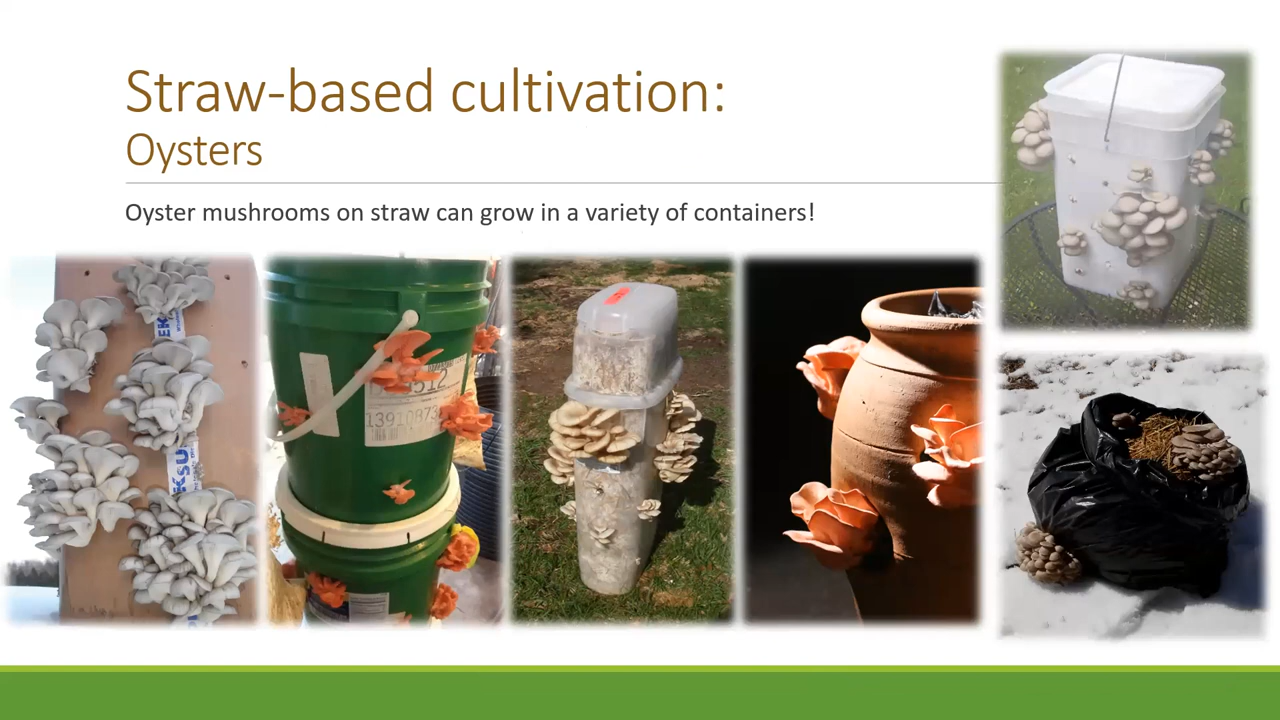 Straw-based cultivation:
Oysters
Oyster mushrooms on straw can grow in a variety of containers!